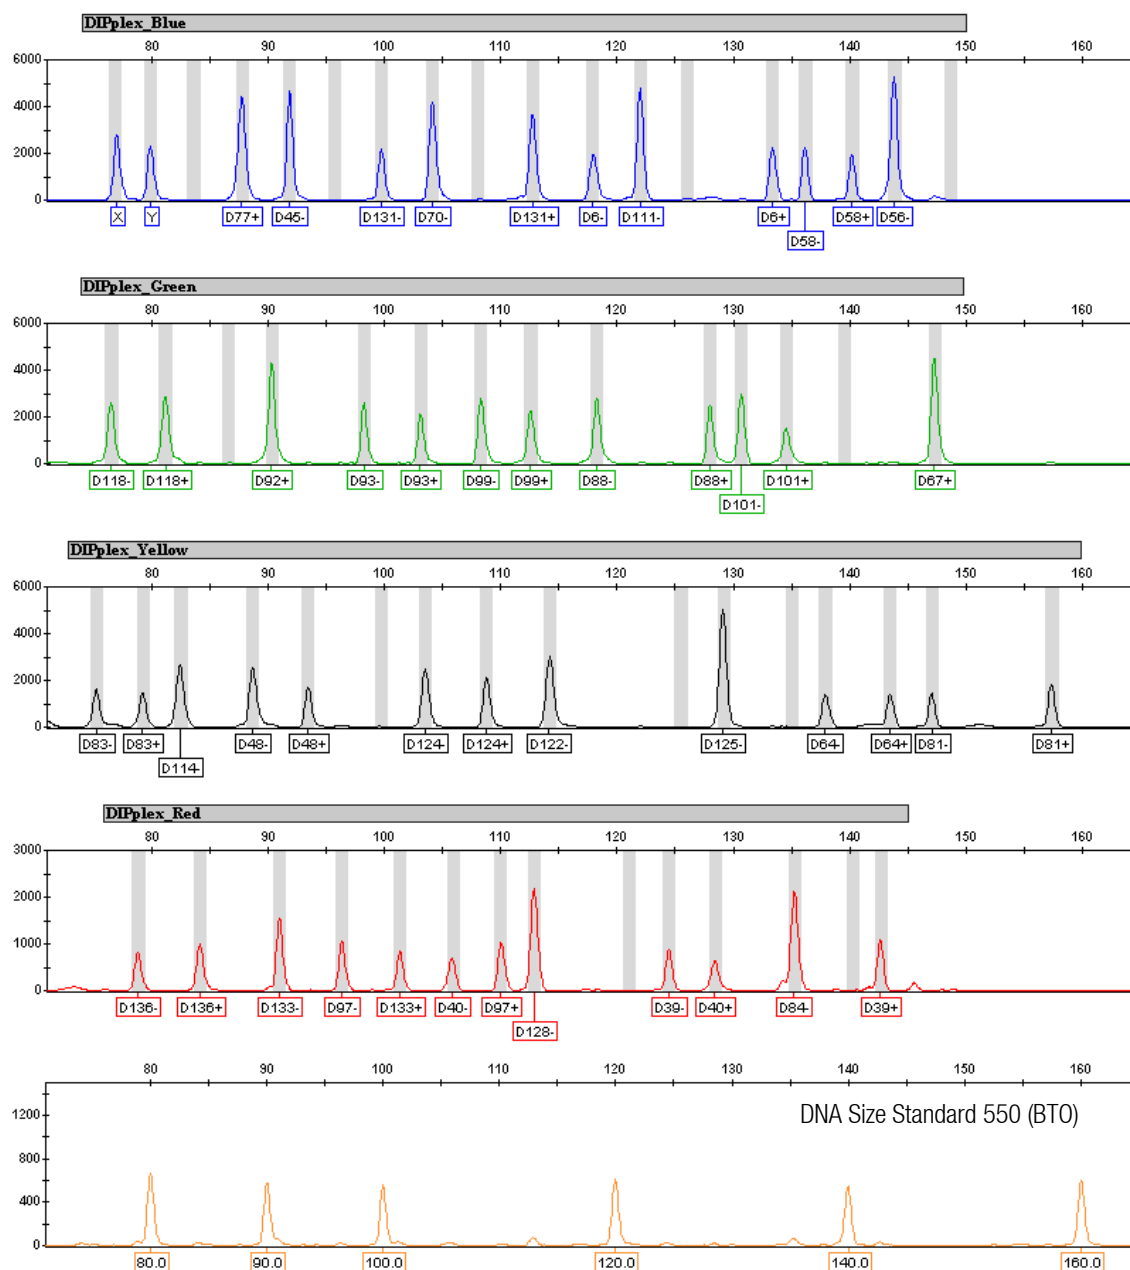 DIPplex_Blue
80 90 100 110 120 130 140 150 160
6000
4000
2000
0
X Y D77+ D45- D131- D70- D131+ D6- D111- D6+ D58+ D56-
D58-
DIPplex_Green
80 90 100 110 120 130 140 150 160
6000
4000
2000
0
D118- D118+ D92+ D93- D93+ D99- D99+ D88- D88+ D101+ D67+
D101-
DIPplex_Yellow
80 90 100 110 120 130 140 150 160
6000
4000
2000
0
D83- D83+ D48- D48+ D124- D124+ D122- D125- D64- D64+ D81- D81+
D114-
DIPplex_Red
80 90 100 110 120 130 140 150 160
3000
2000
1000
0
D136- D136+ D133- D97- D133+ D40- D97+ D39- D40+ D84- D39+
D128-
80 90 100 110 120 130 140 150 160
DNA Size Standard 550 (BTO)
1200
800
400
0
80.0 90.0 100.0 120.0 140.0 160.0